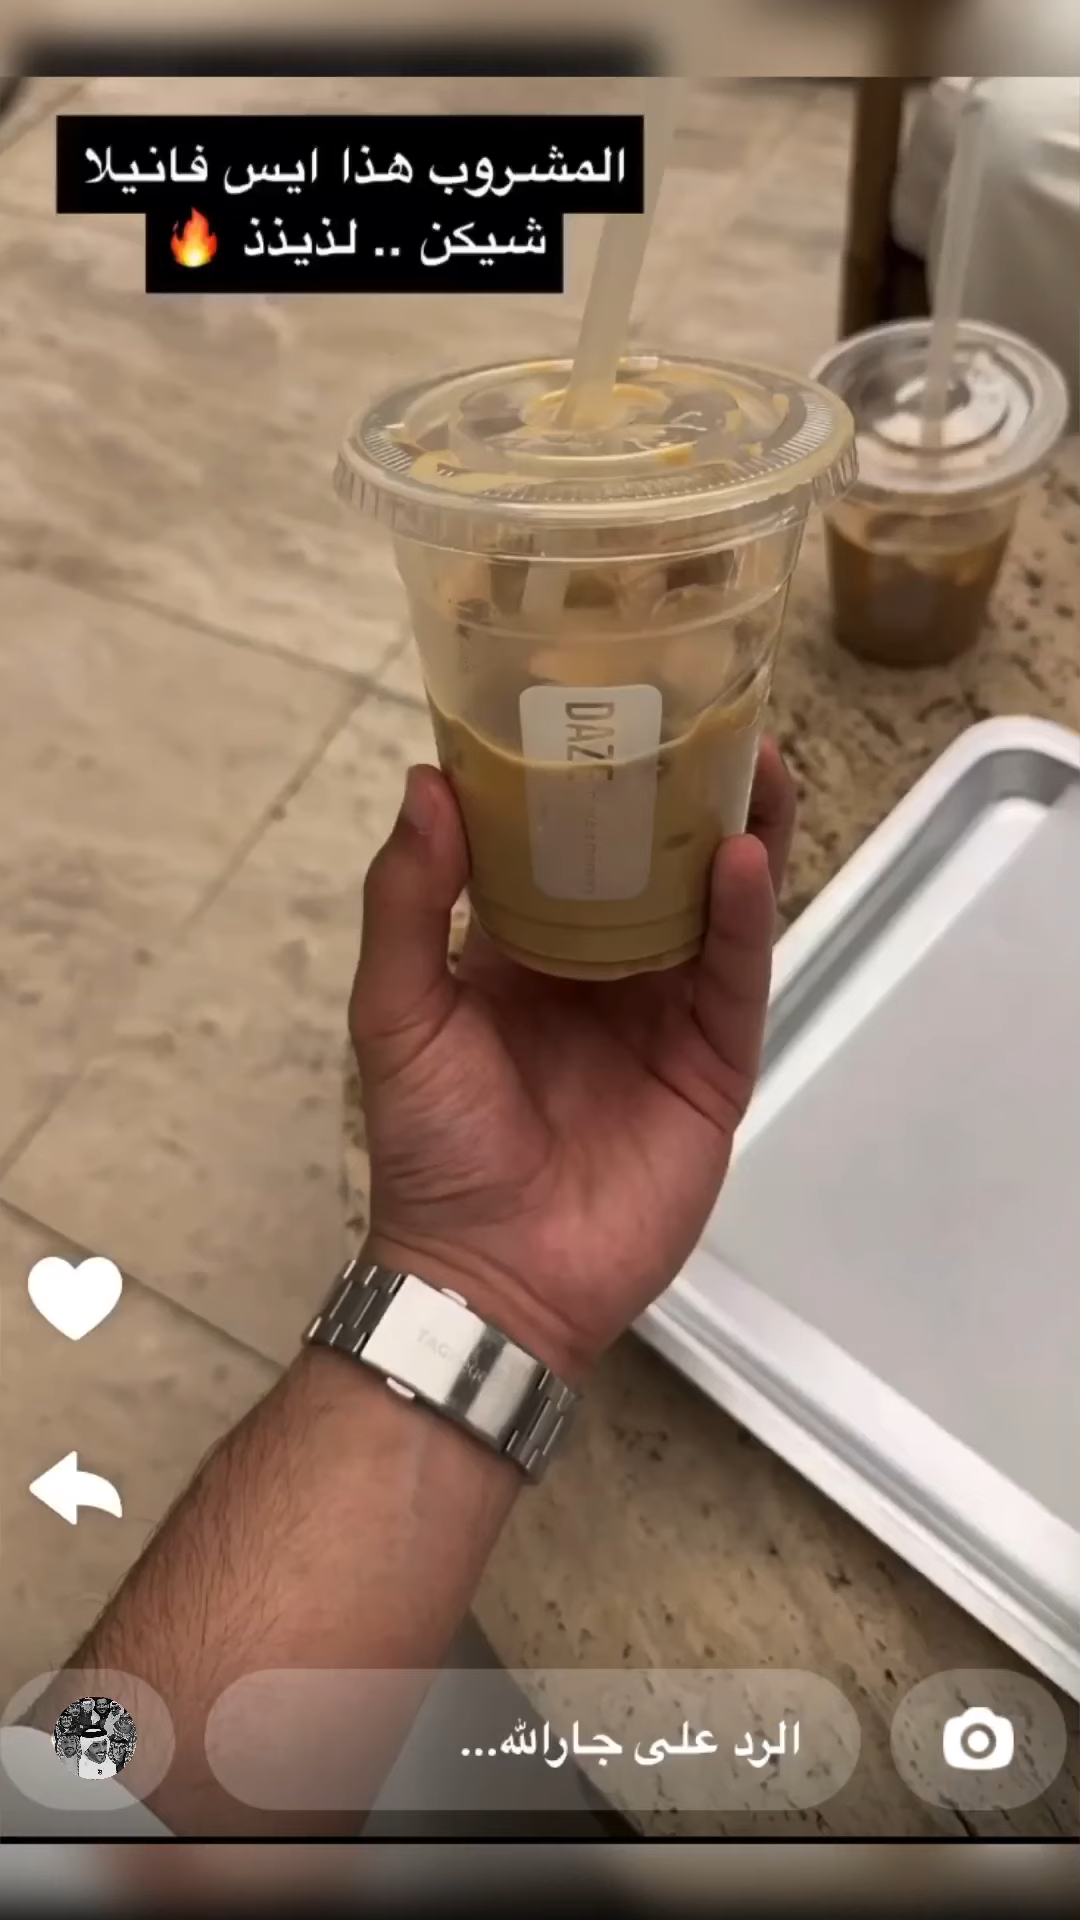 المشروب هذا ايس فانيلا
شيكن .. لذيذذ 🔥
DAZE
الرد على جارالله...